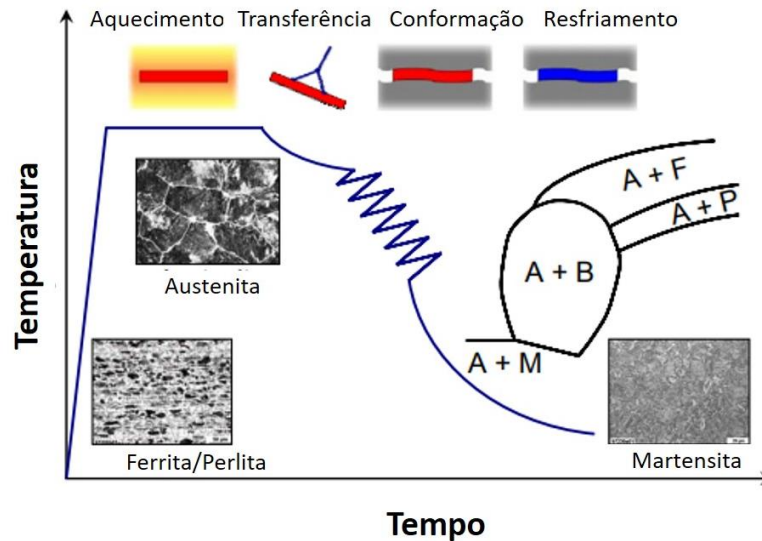 Aquecimento
Transferência
Conformação
Resfriamento
Temperatura
Austenita
Ferrita/Perlita
A + F
A + P
A + B
A + M
Martensita
Tempo